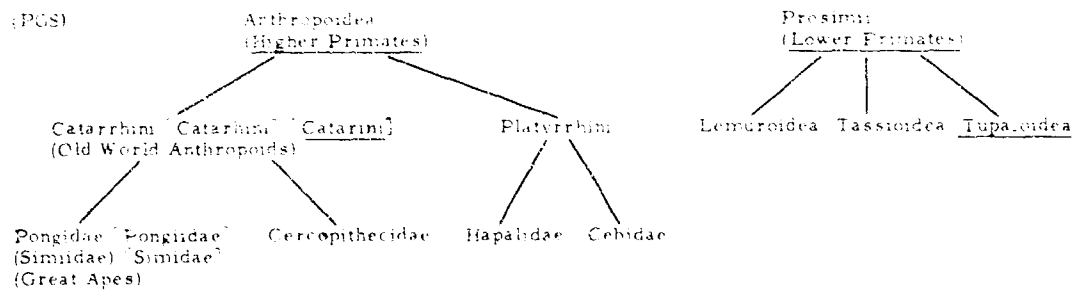 (PGS)
Anthropoidea
(Higher Primates)
Prosimii
(Lower Primates)
Catarrhini [Catarhini] [Catarini]
(Old World Anthropoids)
Platyrrhini
Lemuroidea Tassioidea Tupaioidea
Pongidae [Pongiidae]
(Simiidae) [Simidae]
(Great Apes)
Cercopithecidae
Hapalidae
Cebidae